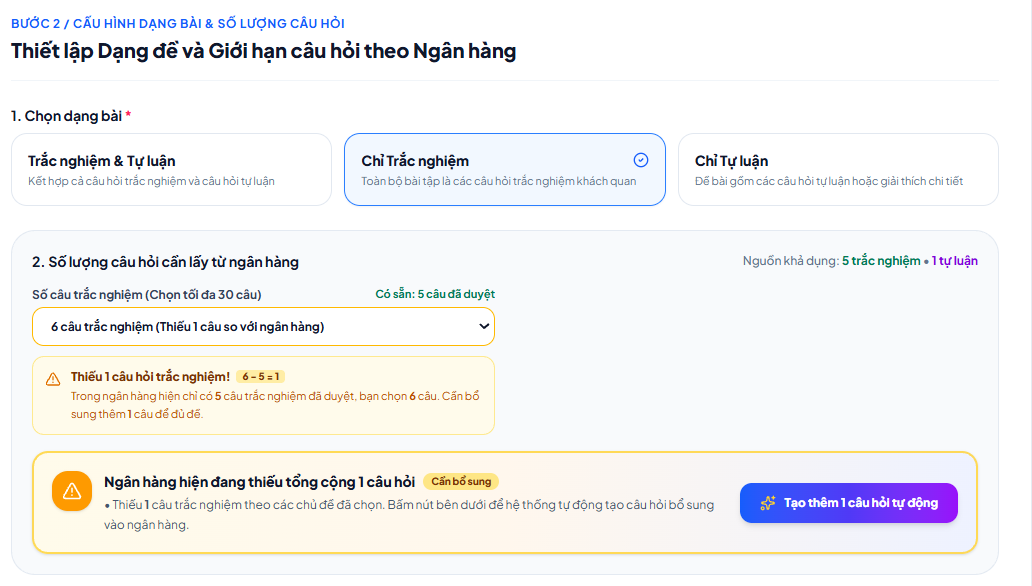 BƯỚC 2 / CẤU HÌNH DẠNG BÀI & SỐ LƯỢNG CÂU HỎI
Thiết lập Dạng đề và Giới hạn câu hỏi theo Ngân hàng
1. Chọn dạng bài *
Trắc nghiệm & Tự luận
Kết hợp cả câu hỏi trắc nghiệm và câu hỏi tự luận
Chỉ Trắc nghiệm
Toàn bộ bài tập là các câu hỏi trắc nghiệm khách quan
Chỉ Tự luận
Đề bài gồm các câu hỏi tự luận hoặc giải thích chi tiết
2. Số lượng câu hỏi cần lấy từ ngân hàng
Nguồn khả dụng: 5 trắc nghiệm • 1 tự luận
Số câu trắc nghiệm (Chọn tối đa 30 câu)
Có sẵn: 5 câu đã duyệt
6 câu trắc nghiệm (Thiếu 1 câu so với ngân hàng)
Thiếu 1 câu hỏi trắc nghiệm! 6 - 5 = 1
Trong ngân hàng hiện chỉ có 5 câu trắc nghiệm đã duyệt, bạn chọn 6 câu. Cần bổ
sung thêm 1 câu để đủ đề.
Ngân hàng hiện đang thiếu tổng cộng 1 câu hỏi Cần bổ sung
• Thiếu 1 câu trắc nghiệm theo các chủ đề đã chọn. Bấm nút bên dưới để hệ thống tự động tạo câu hỏi bổ sung
vào ngân hàng.
Tạo thêm 1 câu hỏi tự động